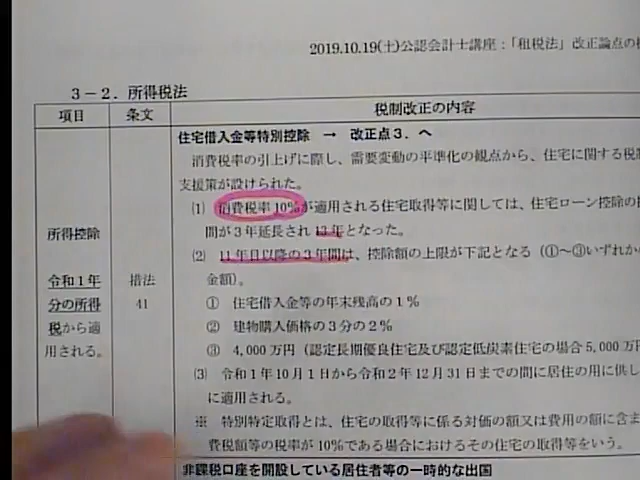 2019.10.19(土)公認会計士講座:「租税法」改正論点の
3-2．所得税法
項目 条文 税制改正の内容
住宅借入金等特別控除 → 改正点3．へ
消費税率の引上げに際し、需要変動の平準化の観点から、住宅に関する税
支援策が設けられた。
⑴ 消費税率10%が適用される住宅取得等に関しては、住宅ローン控除の
間が3年延長され13年となった。
所得控除
⑵ 11年目以降の3年間は、控除額の上限が下記となる（①～③いずれか
令和1年 措法 金額）。
分の所得 41 ① 住宅借入金等の年末残高の1%
税から適 ② 建物購入価格の3分の2%
用される。 ③ 4,000万円（認定長期優良住宅及び認定低炭素住宅の場合5,000万
⑶ 令和1年10月1日から令和2年12月31日までの間に居住の用に供し
に適用される。
※ 特別特定取得とは、住宅の取得等に係る対価の額又は費用の額に含ま
費税額等の税率が10%である場合におけるその住宅の取得等をいう。
非課税口座を開設している居住者等の一時的な出国